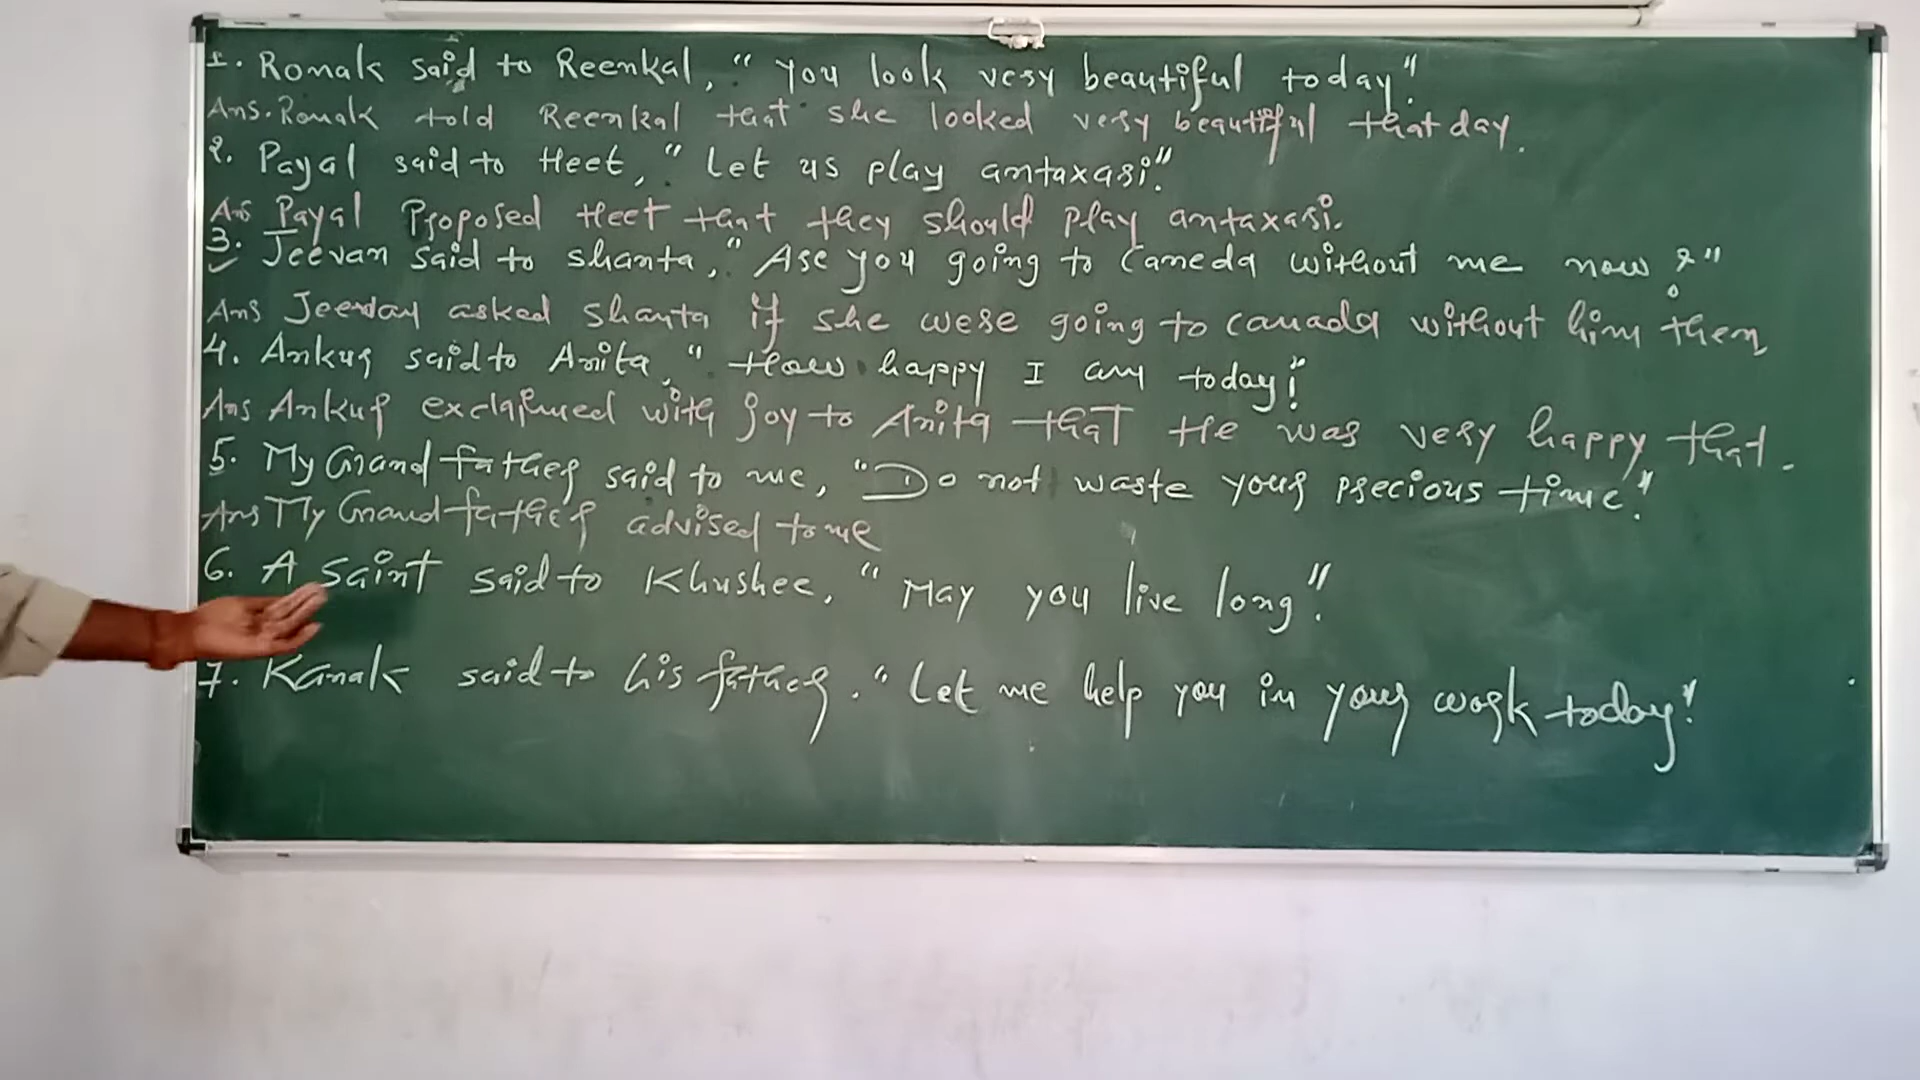 1. Ronak said to Reenkal, "You look very beautiful today".
Ans. Ronak told Reenkal that she looked very beautiful that day.
2. Payal said to Heet, "Let us play antaxari."
Ans Payal Proposed Heet that they should play antaxari.
3. Jeevan said to shanta, "Are you going to Caneda without me now ?"
Ans Jeevan asked Shanta if she were going to canada without him then
4. Ankur said to Anita, "How happy I am today!"
Ans Ankur exclaimed with joy to Anita that He was very happy that.
5. My Grand father said to me, "Do not waste your precious time."
Ans My Grand father advised to me
6. A saint said to Khushee, "May you live long".
7. Kanak said to his father. "Let me help you in your work today!"